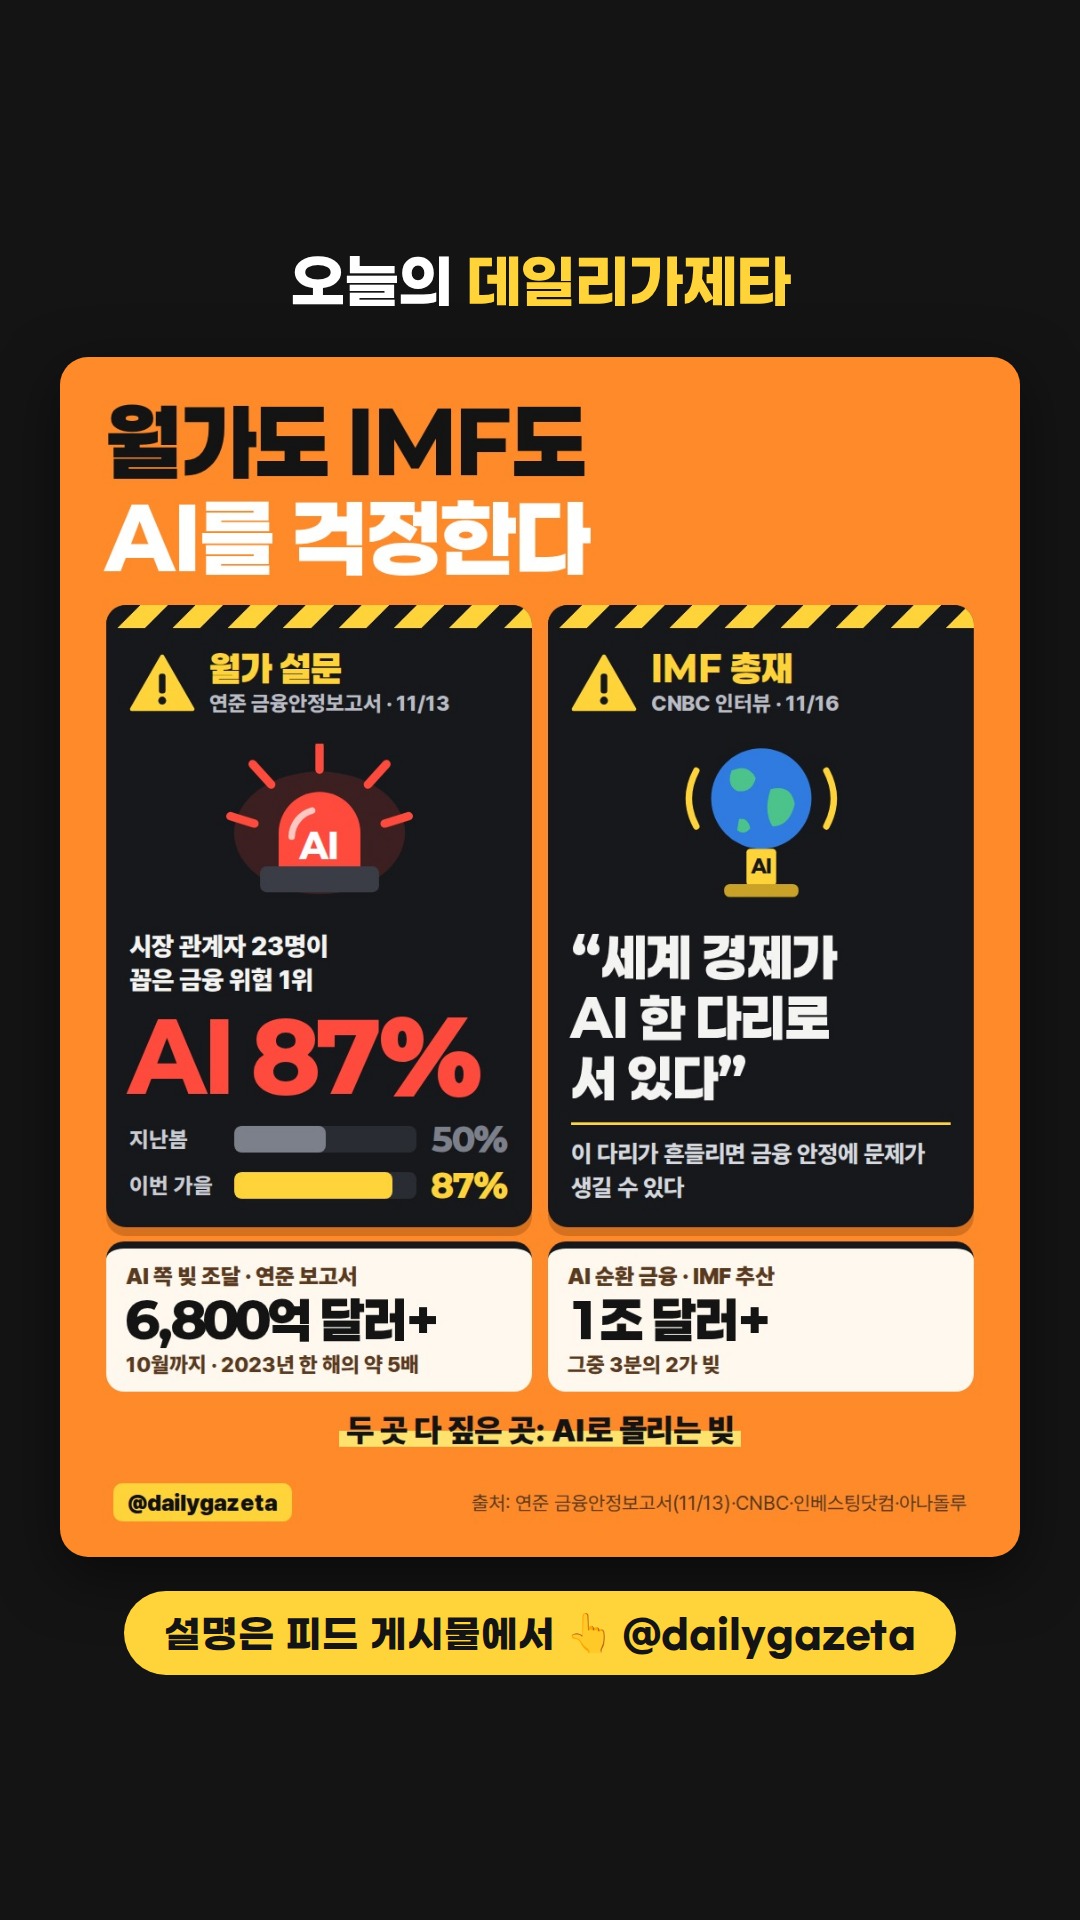 오늘의 데일리가제타
월가도 IMF도
AI를 걱정한다
월가 설문
연준 금융안정보고서 · 11/13
AI
시장 관계자 23명이
꼽은 금융 위험 1위
AI 87%
지난봄 50%
이번 가을 87%
IMF 총재
CNBC 인터뷰 · 11/16
AI
“세계 경제가
AI 한 다리로
서 있다”
이 다리가 흔들리면 금융 안정에 문제가
생길 수 있다
AI 쪽 빚 조달 · 연준 보고서
6,800억 달러+
10월까지 · 2023년 한 해의 약 5배
AI 순환 금융 · IMF 추산
1조 달러+
그중 3분의 2가 빚
두 곳 다 짚은 곳: AI로 몰리는 빚
@dailygazeta
출처: 연준 금융안정보고서(11/13)·CNBC·인베스팅닷컴·아나돌루
설명은 피드 게시물에서 👆 @dailygazeta